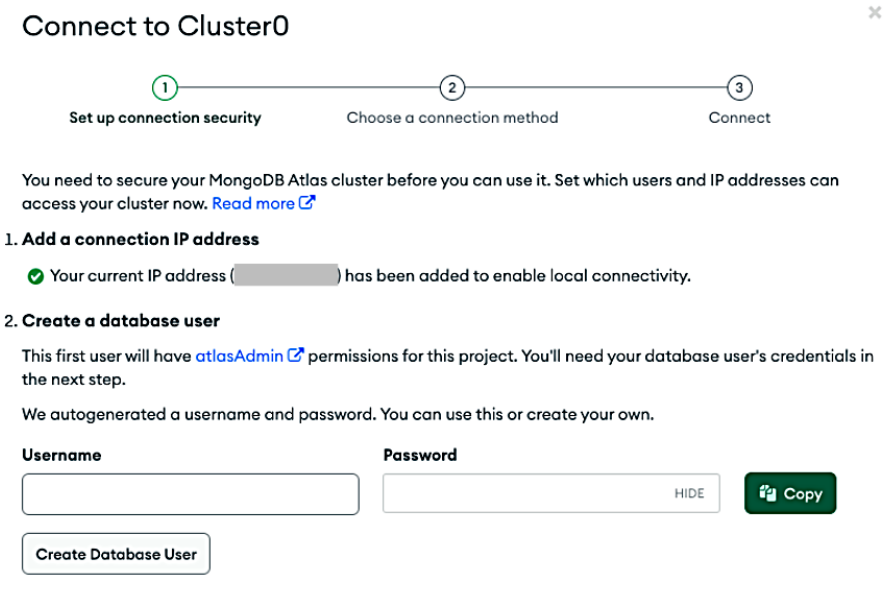 Connect to Cluster0
1
2
3
Set up connection security
Choose a connection method
Connect
You need to secure your MongoDB Atlas cluster before you can use it. Set which users and IP addresses can
access your cluster now. Read more
1. Add a connection IP address
Your current IP address ( ) has been added to enable local connectivity.
2. Create a database user
This first user will have atlasAdmin permissions for this project. You'll need your database user's credentials in
the next step.
We autogenerated a username and password. You can use this or create your own.
Username
Password
HIDE
Copy
Create Database User